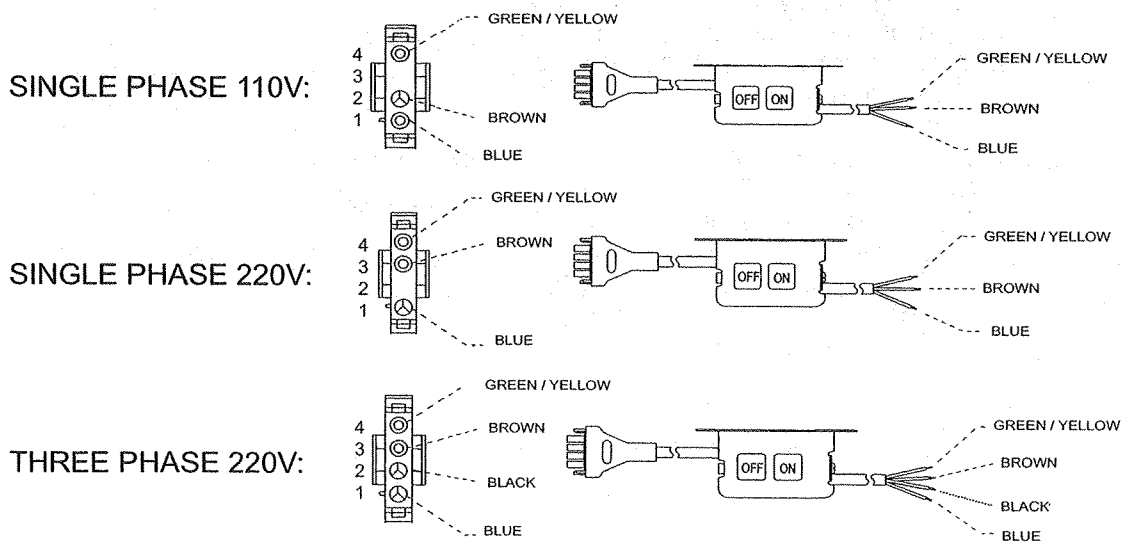 SINGLE PHASE 110V:
4
3
2
1
GREEN / YELLOW
BROWN
BLUE
OFF ON
GREEN / YELLOW
BROWN
BLUE
SINGLE PHASE 220V:
4
3
2
1
GREEN / YELLOW
BROWN
BLUE
OFF ON
GREEN / YELLOW
BROWN
BLUE
THREE PHASE 220V:
4
3
2
1
GREEN / YELLOW
BROWN
BLACK
BLUE
OFF ON
GREEN / YELLOW
BROWN
BLACK
BLUE